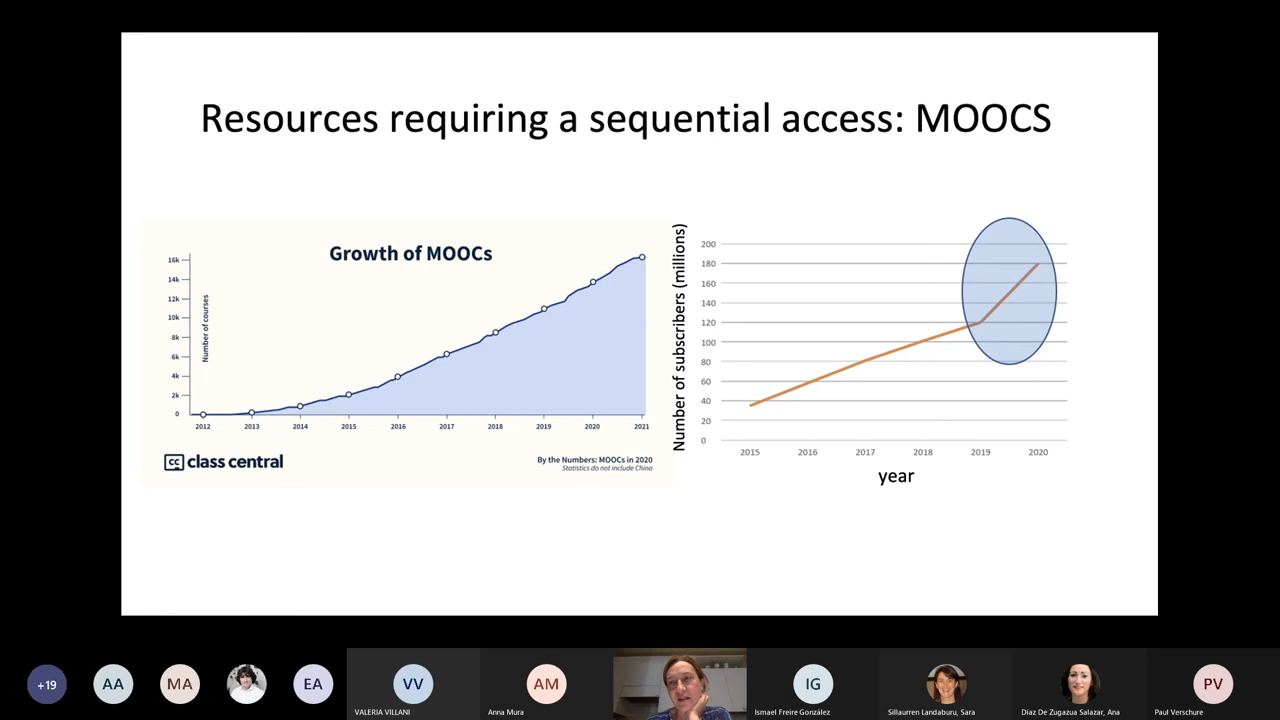 Resources requiring a sequential access: MOOCS
Growth of MOOCs
16k
14k
12k
10k
8k
6k
4k
2k
0
Number of courses
2012 2013 2014 2015 2016 2017 2018 2019 2020 2021
cc class central
By the Numbers: MOOCs in 2020
Statistics do not include China
Number of subscribers (millions)
200
180
160
140
120
100
80
60
40
20
0
2015 2016 2017 2018 2019 2020
year
+19 AA MA EA VV AM IG PV
VALERIA VILLANI Anna Mura Ismael Freire González Sillaurren Landaburu, Sara Díaz De Zugazua Salazar, Ana Paul Verschure